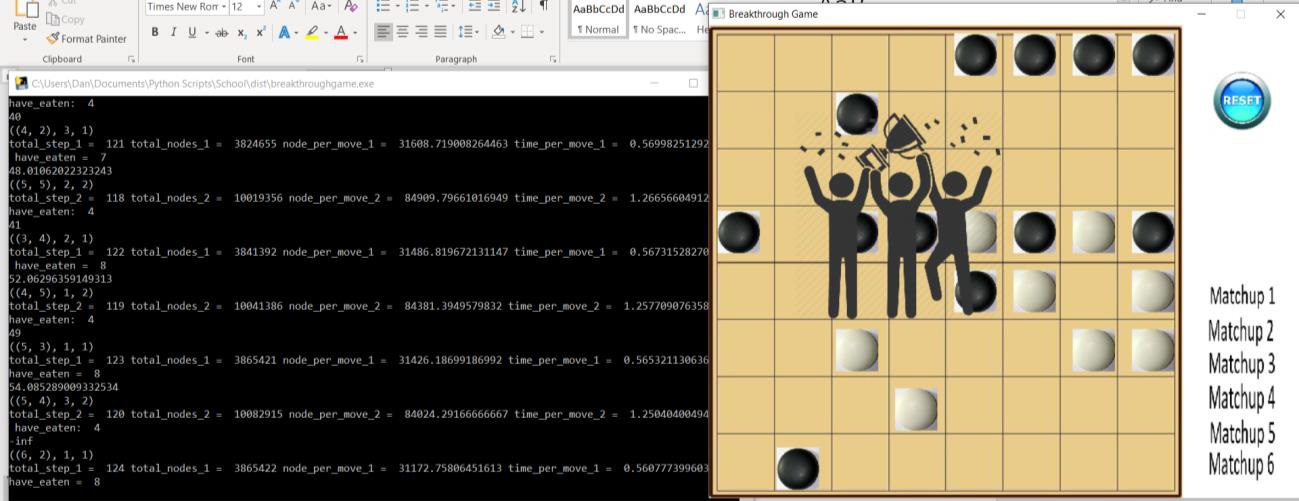 Cut
Copy
Paste
Format Painter
Clipboard
Times New Rom
12
Aa
B I U ab x₂ x² A A
Font
Paragraph
AaBbCcDd AaBbCcDd
¶ Normal ¶ No Spac...
C:\Users\Dan\Documents\Python Scripts\School\dist\breakthroughgame.exe
have_eaten:  4
40
((4, 2), 3, 1)
total_step_1 =  121 total_nodes_1 =  3824655 node_per_move_1 =  31608.719008264463 time_per_move_1 =  0.56998251292
 have_eaten =  7
48.01062022323243
((5, 5), 2, 2)
total_step_2 =  118 total_nodes_2 =  10019356 node_per_move_2 =  84909.79661016949 time_per_move_2 =  1.26656604912
have_eaten:  4
41
((3, 4), 2, 1)
total_step_1 =  122 total_nodes_1 =  3841392 node_per_move_1 =  31486.819672131147 time_per_move_1 =  0.56731528270
 have_eaten =  8
52.06296359149313
((4, 5), 1, 2)
total_step_2 =  119 total_nodes_2 =  10041386 node_per_move_2 =  84381.3949579832 time_per_move_2 =  1.257709076358
have_eaten:  4
49
((5, 3), 1, 1)
total_step_1 =  123 total_nodes_1 =  3865421 node_per_move_1 =  31426.18699186992 time_per_move_1 =  0.565321130636
have_eaten =  8
54.085289009332534
((5, 4), 3, 2)
total_step_2 =  120 total_nodes_2 =  10082915 node_per_move_2 =  84024.29166666667 time_per_move_2 =  1.25040400494
 have_eaten:  4
-inf
((6, 2), 1, 1)
total_step_1 =  124 total_nodes_1 =  3865422 node_per_move_1 =  31172.75806451613 time_per_move_1 =  0.560777399603
have_eaten =  8
Breakthrough Game
RESET
Matchup 1
Matchup 2
Matchup 3
Matchup 4
Matchup 5
Matchup 6